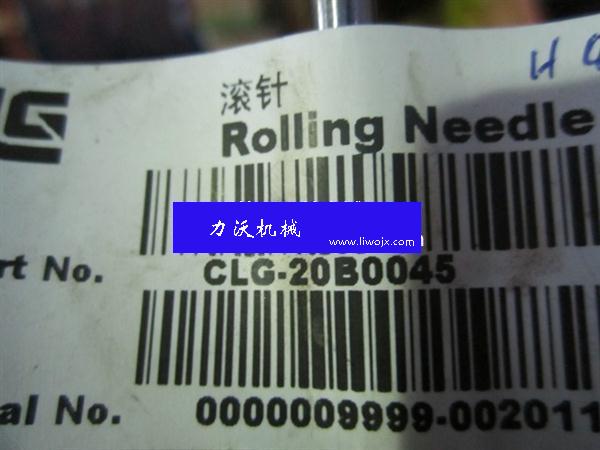 滚针
H
Rolling Needle
力沃机械
www.liwojx.com
rt No.
CLG-20B0045
al No.
0000009999-002011